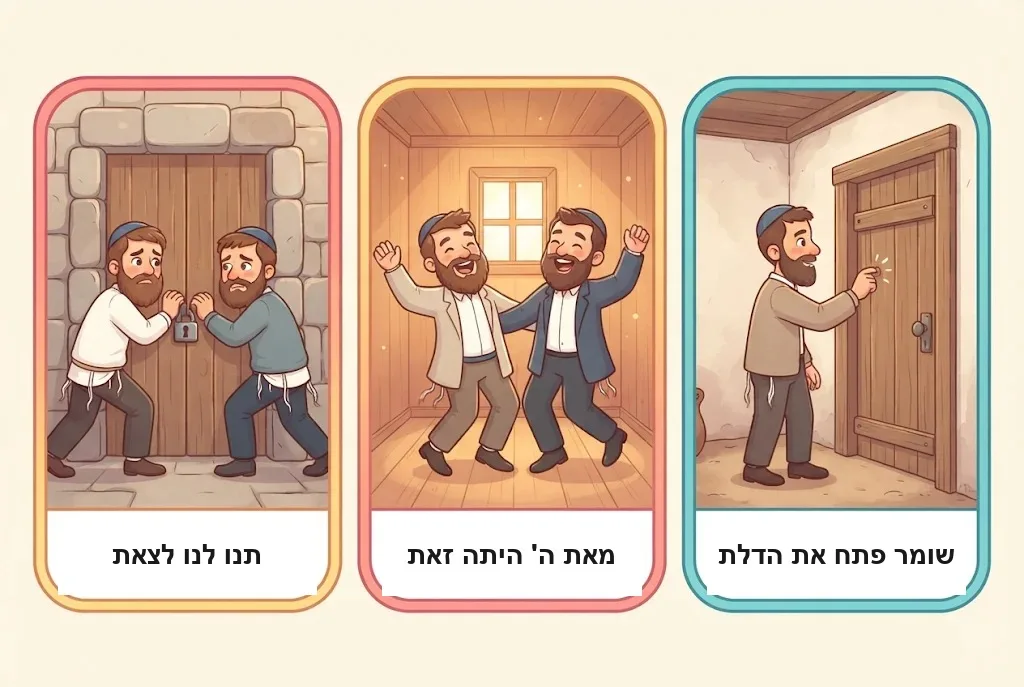 שומר פתח את הדלת
מאת ה' היתה זאת
תנו לנו לצאת